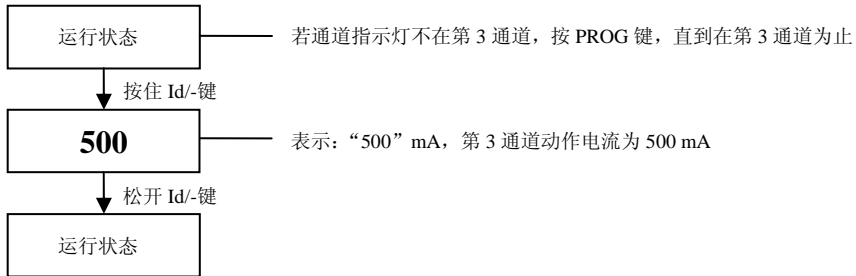 运行状态
若通道指示灯不在第 3 通道，按 PROG 键，直到在第 3 通道为止
按住 Id/-键
500
表示：“500”mA，第 3 通道动作电流为 500 mA
松开 Id/-键
运行状态